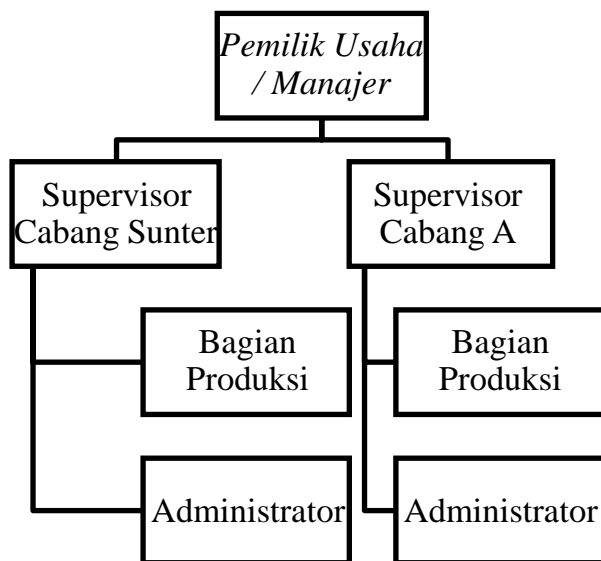 Pemilik Usaha
/ Manajer
Supervisor
Cabang Sunter
Supervisor
Cabang A
Bagian
Produksi
Bagian
Produksi
Administrator
Administrator